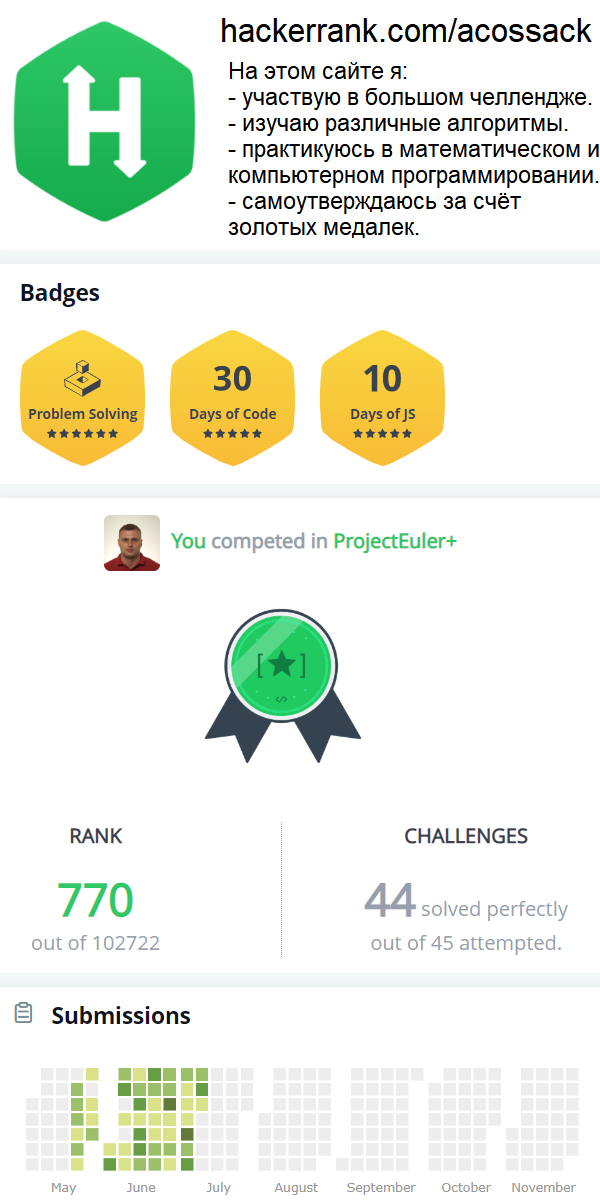 hackerrank.com/acossack
На этом сайте я:
- участвую в большом челлендже.
- изучаю различные алгоритмы.
- практикуюсь в математическом и
компьютерном программировании.
- самоутверждаюсь за счёт
золотых медалек.
H
Badges
Problem Solving
30
Days of Code
10
Days of JS
You competed in ProjectEuler+
RANK
770
out of 102722
CHALLENGES
44 solved perfectly
out of 45 attempted.
Submissions
May June July August September October November